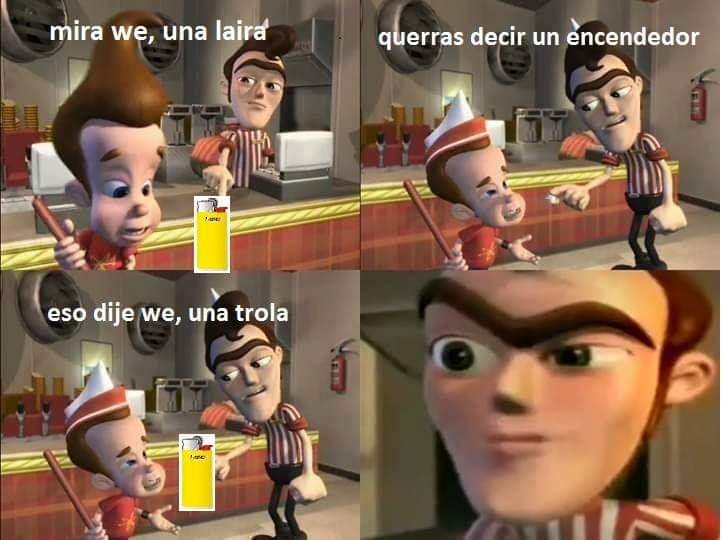 mira we, una laira
querras decir un encendedor
eso dije we, una trola